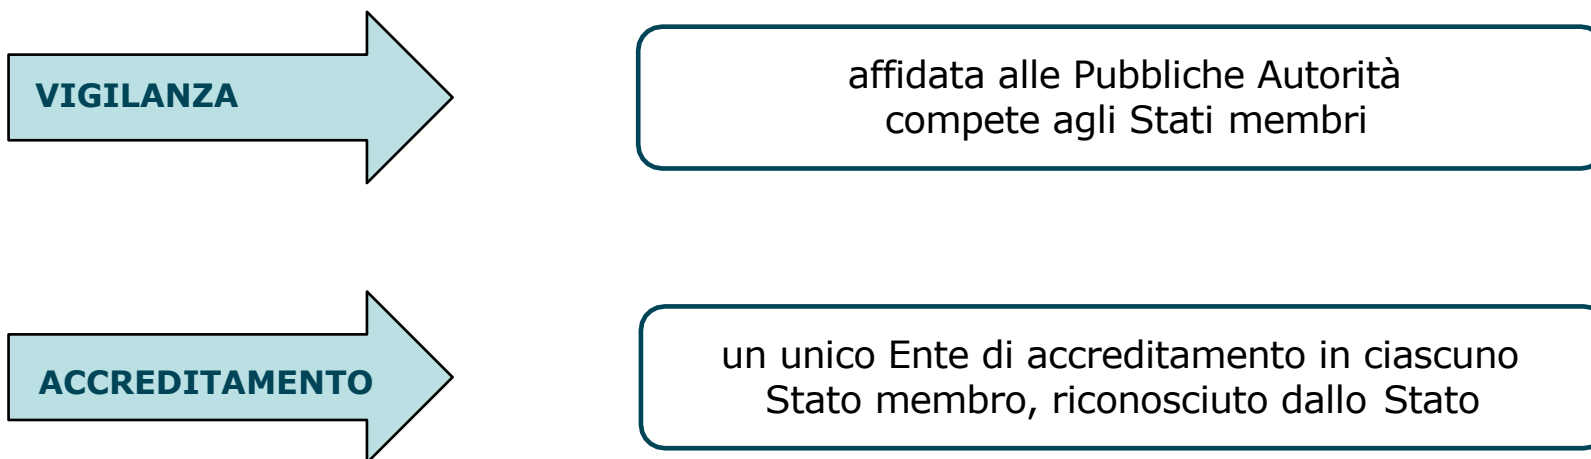 VIGILANZA
affidata alle Pubbliche Autorità
compete agli Stati membri
ACCREDITAMENTO
un unico Ente di accreditamento in ciascuno
Stato membro, riconosciuto dallo Stato